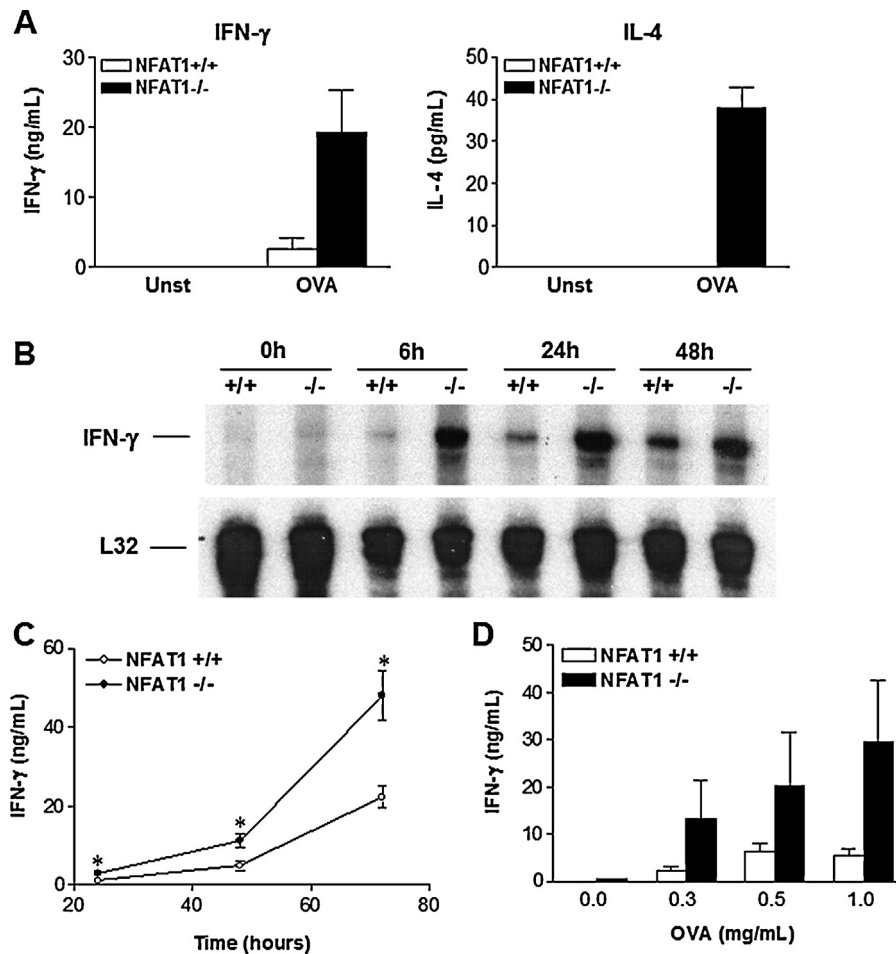 A
IFN-γ
IFN-γ (ng/mL)
30
20
10
0
NFAT1+/+
NFAT1-/-
Unst
OVA
IL-4
IL-4 (pg/mL)
50
40
30
20
10
0
NFAT1+/+
NFAT1-/-
Unst
OVA
B
0h 6h 24h 48h
+/+ -/- +/+ -/- +/+ -/- +/+ -/-
IFN-γ
L32
C
IFN-γ (ng/mL)
60
40
20
0
NFAT1 +/+
NFAT1 -/-
*
*
*
20 40 60 80
Time (hours)
D
IFN-γ (ng/mL)
50
40
30
20
10
0
NFAT1 +/+
NFAT1 -/-
0.0 0.3 0.5 1.0
OVA (mg/mL)